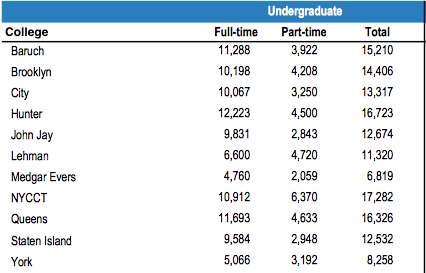 Undergraduate
College Full-time Part-time Total
Baruch 11,288 3,922 15,210
Brooklyn 10,198 4,208 14,406
City 10,067 3,250 13,317
Hunter 12,223 4,500 16,723
John Jay 9,831 2,843 12,674
Lehman 6,600 4,720 11,320
Medgar Evers 4,760 2,059 6,819
NYCCT 10,912 6,370 17,282
Queens 11,693 4,633 16,326
Staten Island 9,584 2,948 12,532
York 5,066 3,192 8,258